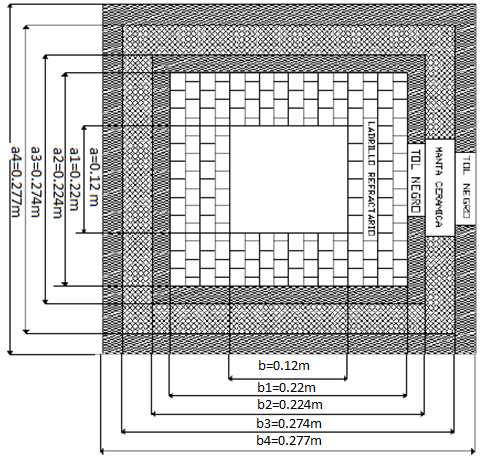 a4=0.277m
a3=0.274m
a2=0.224m
a1=0.22m
a=0.12 m
LADRILLO REFRACTARIO
TOL NEGRO
MANTA CERAMICA
TOL NEGRO
b=0.12m
b1=0.22m
b2=0.224m
b3=0.274m
b4=0.277m